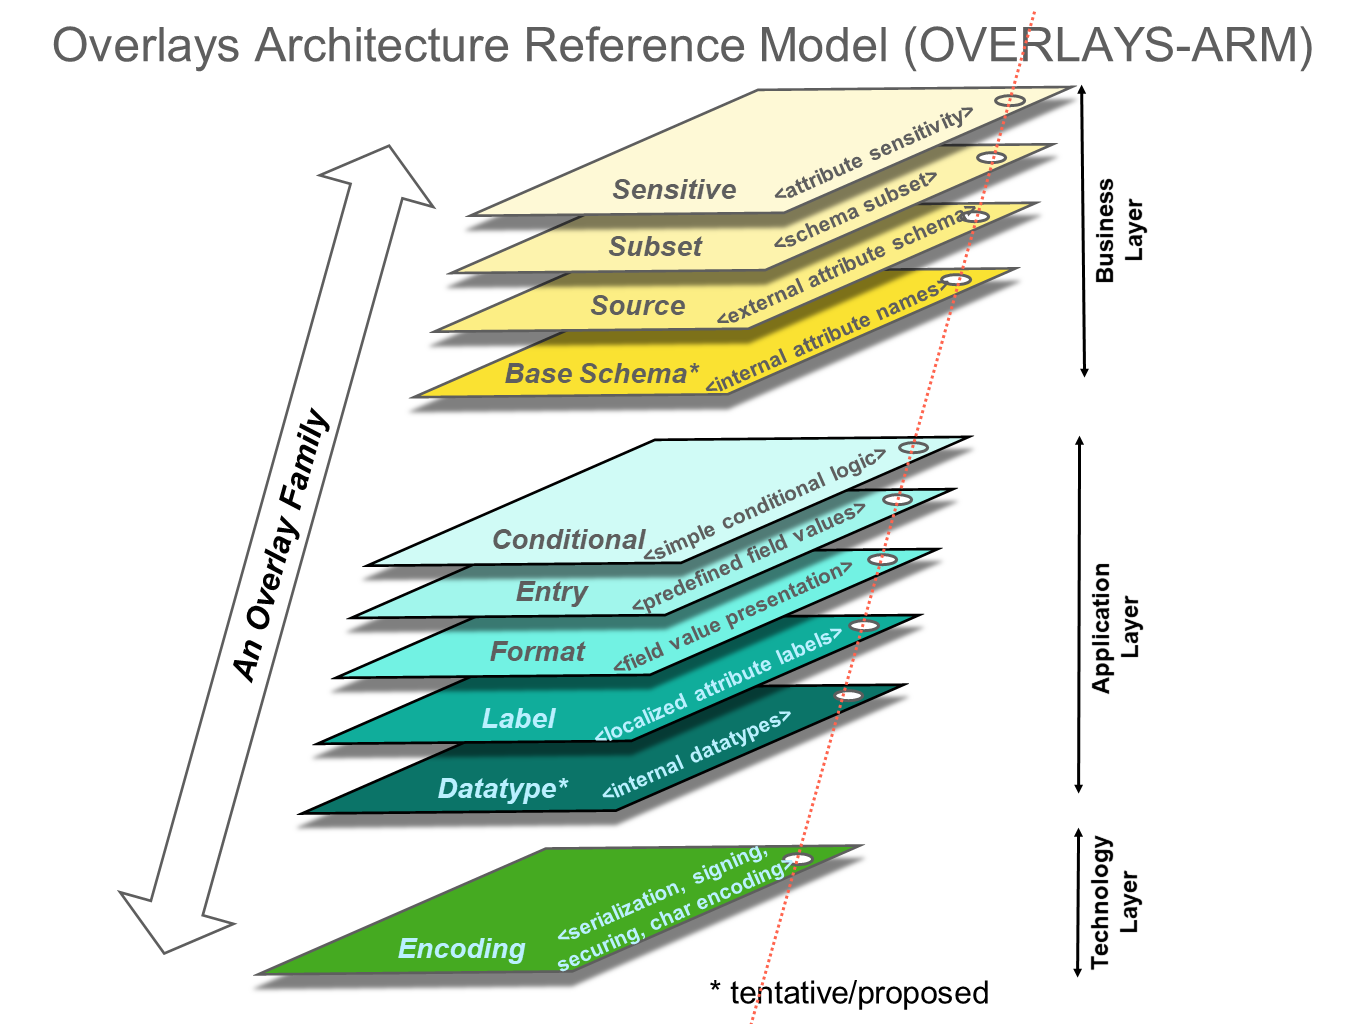 Overlays Architecture Reference Model (OVERLAYS-ARM)
Sensitive
<attribute sensitivity>
Subset
<schema subset>
Source
<external attribute schema>
Base Schema*
<internal attribute names>
Business
Layer
An Overlay Family
Conditional
<simple conditional logic>
Entry
<predefined field values>
Format
<field value presentation>
Label
<localized attribute labels>
Datatype*
<internal datatypes>
Application
Layer
Encoding
<serialization, signing,
securing, char encoding>
Technology
Layer
* tentative/proposed